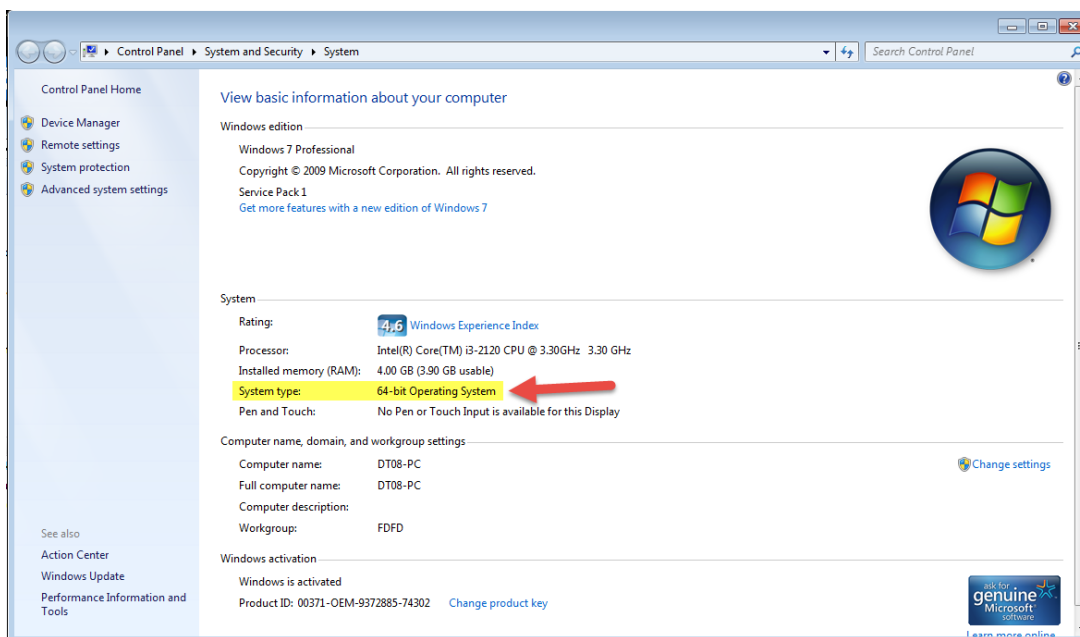 Control Panel ▸ System and Security ▸ System
Search Control Panel
Control Panel Home
Device Manager
Remote settings
System protection
Advanced system settings
See also
Action Center
Windows Update
Performance Information and
Tools
View basic information about your computer
Windows edition
Windows 7 Professional
Copyright © 2009 Microsoft Corporation. All rights reserved.
Service Pack 1
Get more features with a new edition of Windows 7
System
Rating: 4,6 Windows Experience Index
Processor: Intel(R) Core(TM) i3-2120 CPU @ 3.30GHz 3.30 GHz
Installed memory (RAM): 4.00 GB (3.90 GB usable)
System type: 64-bit Operating System
Pen and Touch: No Pen or Touch Input is available for this Display
Computer name, domain, and workgroup settings
Computer name: DT08-PC
Change settings
Full computer name: DT08-PC
Computer description:
Workgroup: FDFD
Windows activation
Windows is activated
Product ID: 00371-OEM-9372885-74302 Change product key
ask for
genuine
Microsoft
software
Learn more online